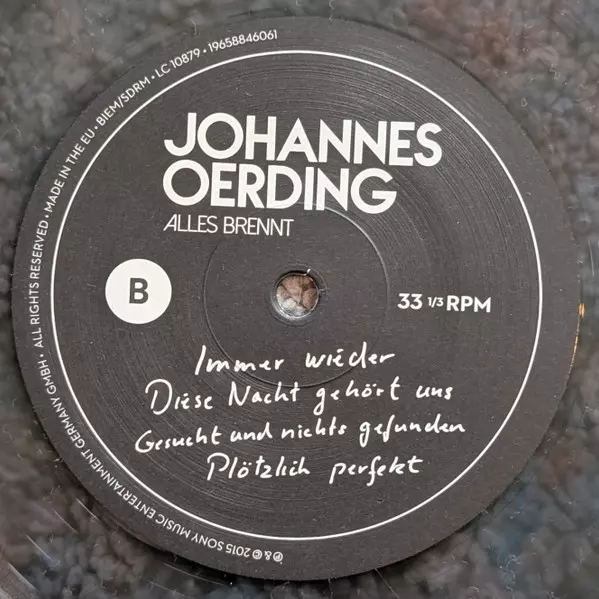 JOHANNES
OERDING
ALLES BRENNT
B
33 1/3 RPM
Immer wieder
Diese Nacht gehört uns
Gesucht und nichts gefunden
Plötzlich perfekt
℗ & © 2015 SONY MUSIC ENTERTAINMENT GERMANY GMBH • ALL RIGHTS RESERVED • MADE IN THE EU • BIEM/SDRM • LC 10879 • 19658846061